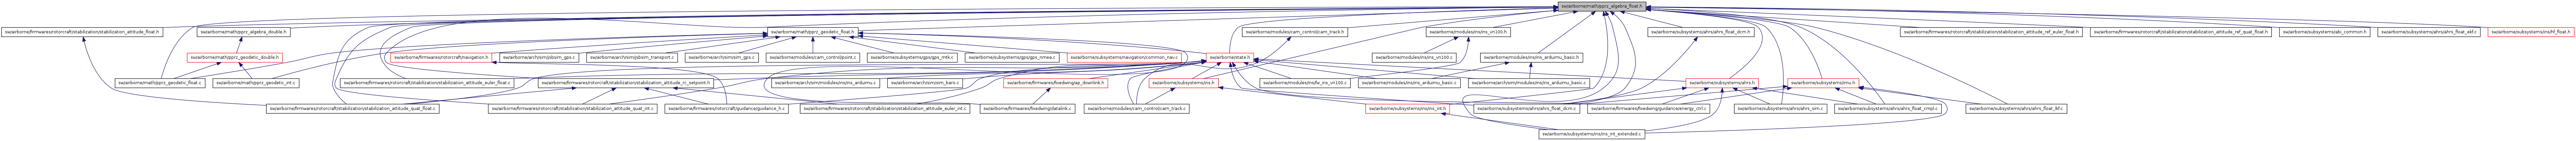 sw/airborne/math/pprz_algebra_float.h
sw/airborne/firmwares/rotorcraft/stabilization/stabilization_attitude_float.h
sw/airborne/math/pprz_algebra_double.h
sw/airborne/math/pprz_geodetic_float.h
sw/airborne/modules/cam_control/cam_track.h
sw/airborne/modules/ins/ins_vn100.h
sw/airborne/subsystems/ahrs/ahrs_float_dcm.h
sw/airborne/firmwares/rotorcraft/stabilization/stabilization_attitude_ref_euler_float.h
sw/airborne/firmwares/rotorcraft/stabilization/stabilization_attitude_ref_quat_float.h
sw/airborne/subsystems/abi_common.h
sw/airborne/subsystems/ahrs/ahrs_float_ekf.c
sw/airborne/subsystems/ins/hf_float.h
sw/airborne/math/pprz_geodetic_double.h
sw/airborne/firmwares/rotorcraft/navigation.h
sw/airborne/arch/sim/jsbsim_gps.c
sw/airborne/arch/sim/jsbsim_transport.c
sw/airborne/arch/sim/sim_gps.c
sw/airborne/modules/cam_control/point.c
sw/airborne/subsystems/gps/gps_mtk.c
sw/airborne/subsystems/gps/gps_nmea.c
sw/airborne/subsystems/navigation/common_nav.c
sw/airborne/state.h
sw/airborne/modules/ins/ins_vn100.c
sw/airborne/modules/ins/ins_arduimu_basic.h
sw/airborne/math/pprz_geodetic_float.c
sw/airborne/math/pprz_geodetic_int.c
sw/airborne/firmwares/rotorcraft/stabilization/stabilization_attitude_euler_float.c
sw/airborne/firmwares/rotorcraft/stabilization/stabilization_attitude_rc_setpoint.h
sw/airborne/arch/sim/modules/ins/ins_arduimu.c
sw/airborne/arch/sim/sim_baro.c
sw/airborne/firmwares/fixedwing/ap_downlink.h
sw/airborne/subsystems/ins.h
sw/airborne/modules/ins/fw_ins_vn100.c
sw/airborne/modules/ins/ins_arduimu_basic.c
sw/airborne/arch/sim/modules/ins/ins_arduimu_basic.c
sw/airborne/subsystems/ahrs.h
sw/airborne/subsystems/imu.h
sw/airborne/firmwares/rotorcraft/stabilization/stabilization_attitude_quat_float.c
sw/airborne/firmwares/rotorcraft/stabilization/stabilization_attitude_quat_int.c
sw/airborne/firmwares/rotorcraft/guidance/guidance_h.c
sw/airborne/firmwares/rotorcraft/stabilization/stabilization_attitude_euler_int.c
sw/airborne/firmwares/fixedwing/datalink.c
sw/airborne/modules/cam_control/cam_track.c
sw/airborne/subsystems/ins/ins_int.h
sw/airborne/subsystems/ahrs/ahrs_float_dcm.c
sw/airborne/firmwares/fixedwing/guidance/energy_ctrl.c
sw/airborne/subsystems/ahrs/ahrs_sim.c
sw/airborne/subsystems/ahrs/ahrs_float_cmpl.c
sw/airborne/subsystems/ahrs/ahrs_float_lkf.c
sw/airborne/subsystems/ins/ins_int_extended.c